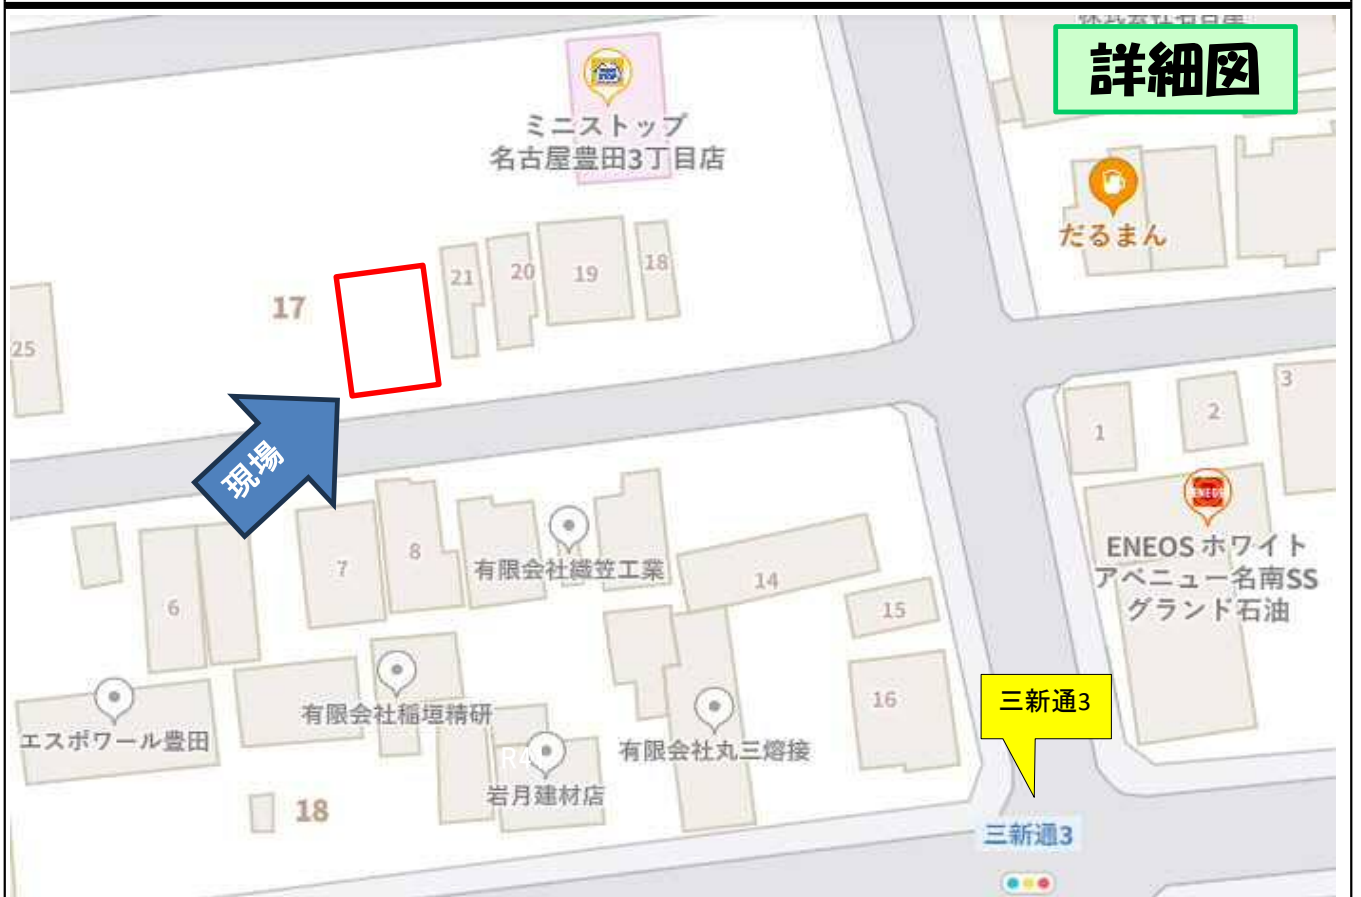 詳細図
ミニストップ
名古屋豊田3丁目店
だるまん
17
21
20
19
18
25
現場
1
2
3
ENEOS
ENEOS ホワイト
アベニュー名南SS
グランド石油
6
7
8
有限会社織笠工業
14
15
16
エスポワール豊田
有限会社稲垣精研
有限会社丸三熔接
岩月建材店
18
三新通3
三新通3